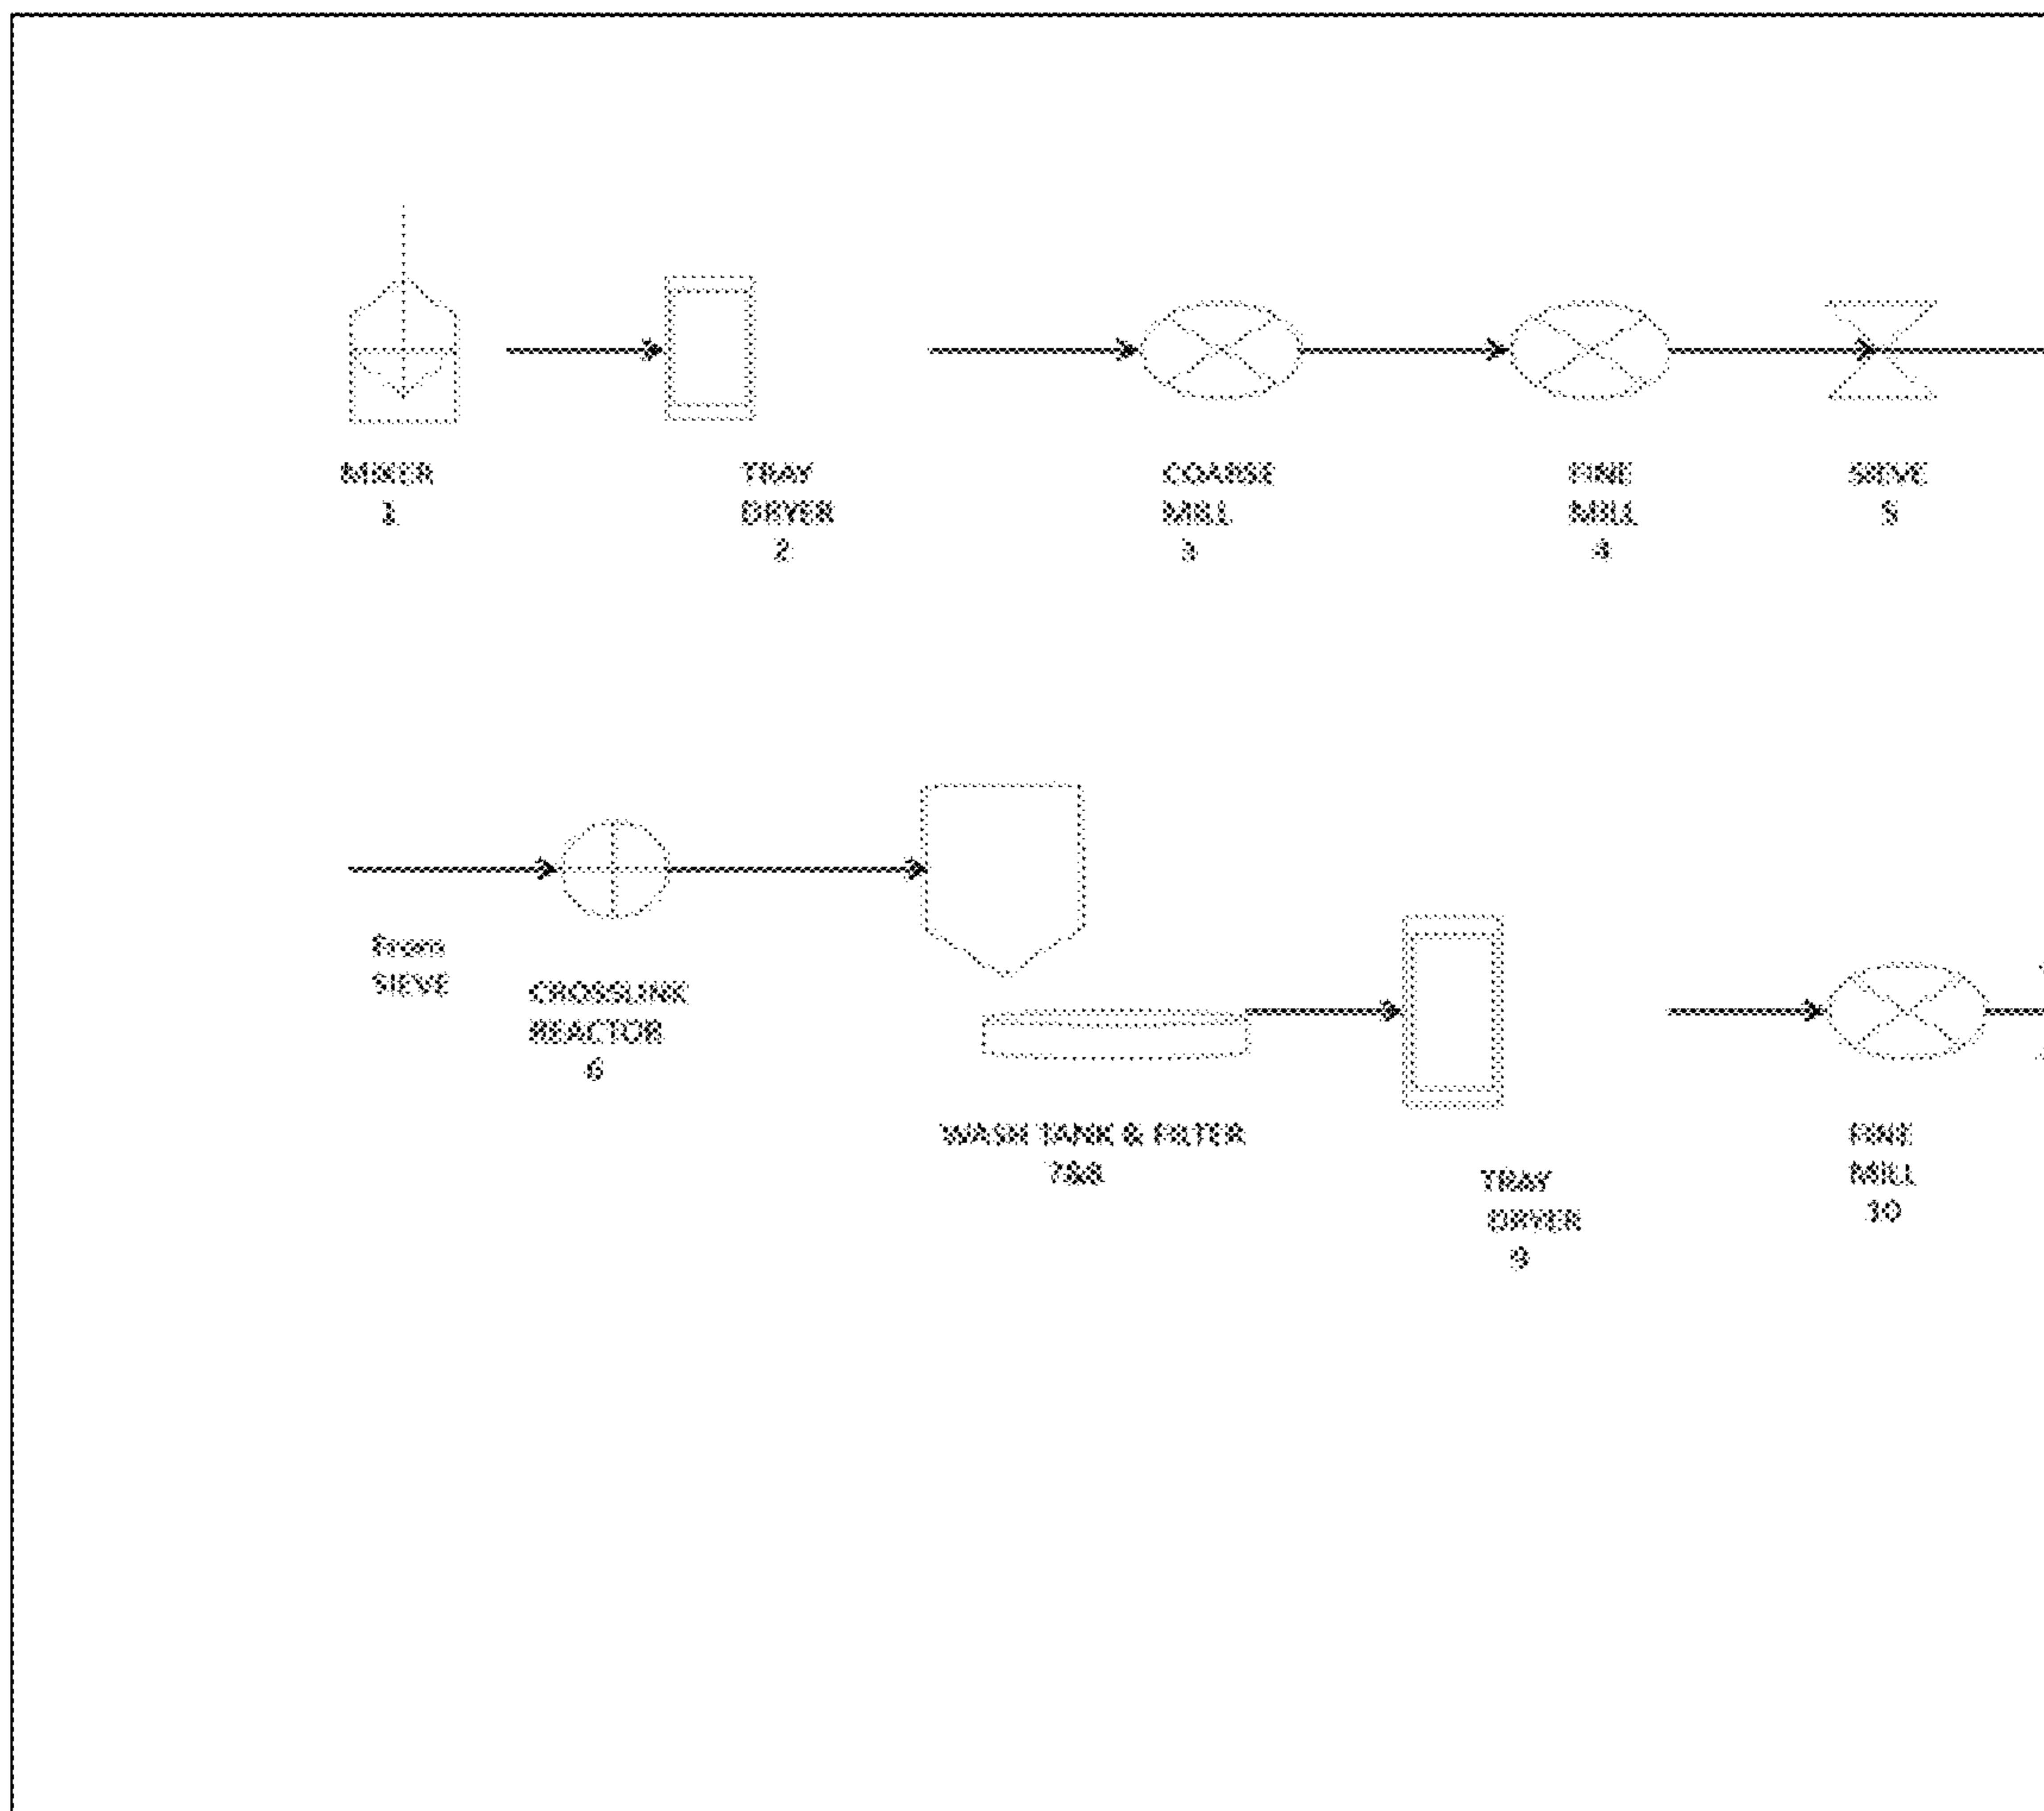 MIXER
1
TRAY
DRYER
2
COARSE
MILL
3
FINE
MILL
4
SIEVE
5
From
SIEVE
CROSSLINK
REACTOR
6
WASH TANK & FILTER
7&8
TRAY
DRYER
9
FINE
MILL
10